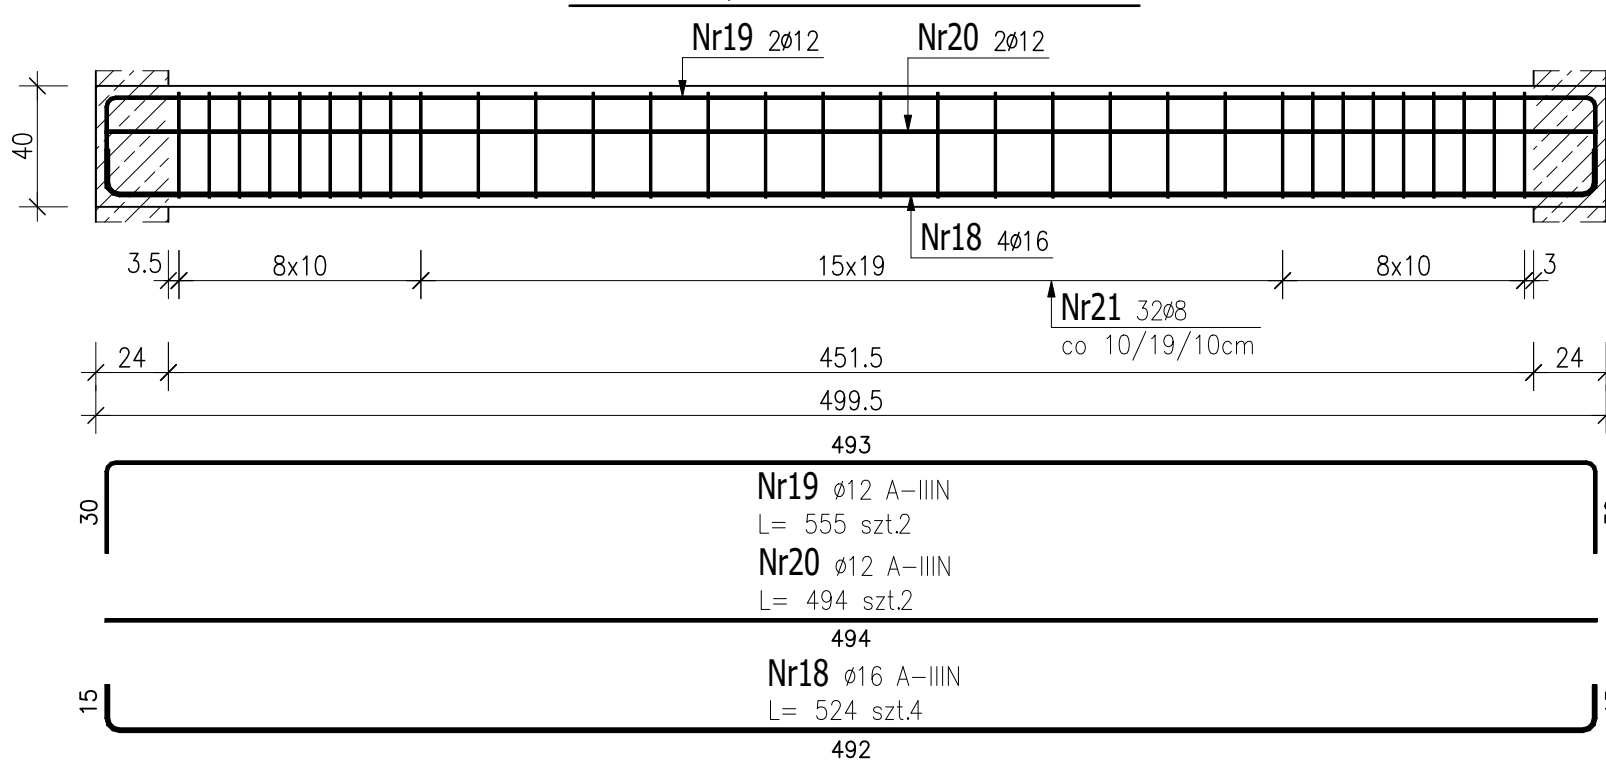 Nr19 2ø12
Nr20 2ø12
40
Nr18 4ø16
3.5
8x10
15x19
8x10
3
Nr21 32ø8
co 10/19/10cm
24
451.5
24
499.5
493
30
Nr19 ø12 A-IIIN
L= 555 szt.2
Nr20 ø12 A-IIIN
L= 494 szt.2
494
Nr18 ø16 A-IIIN
L= 524 szt.4
15
492